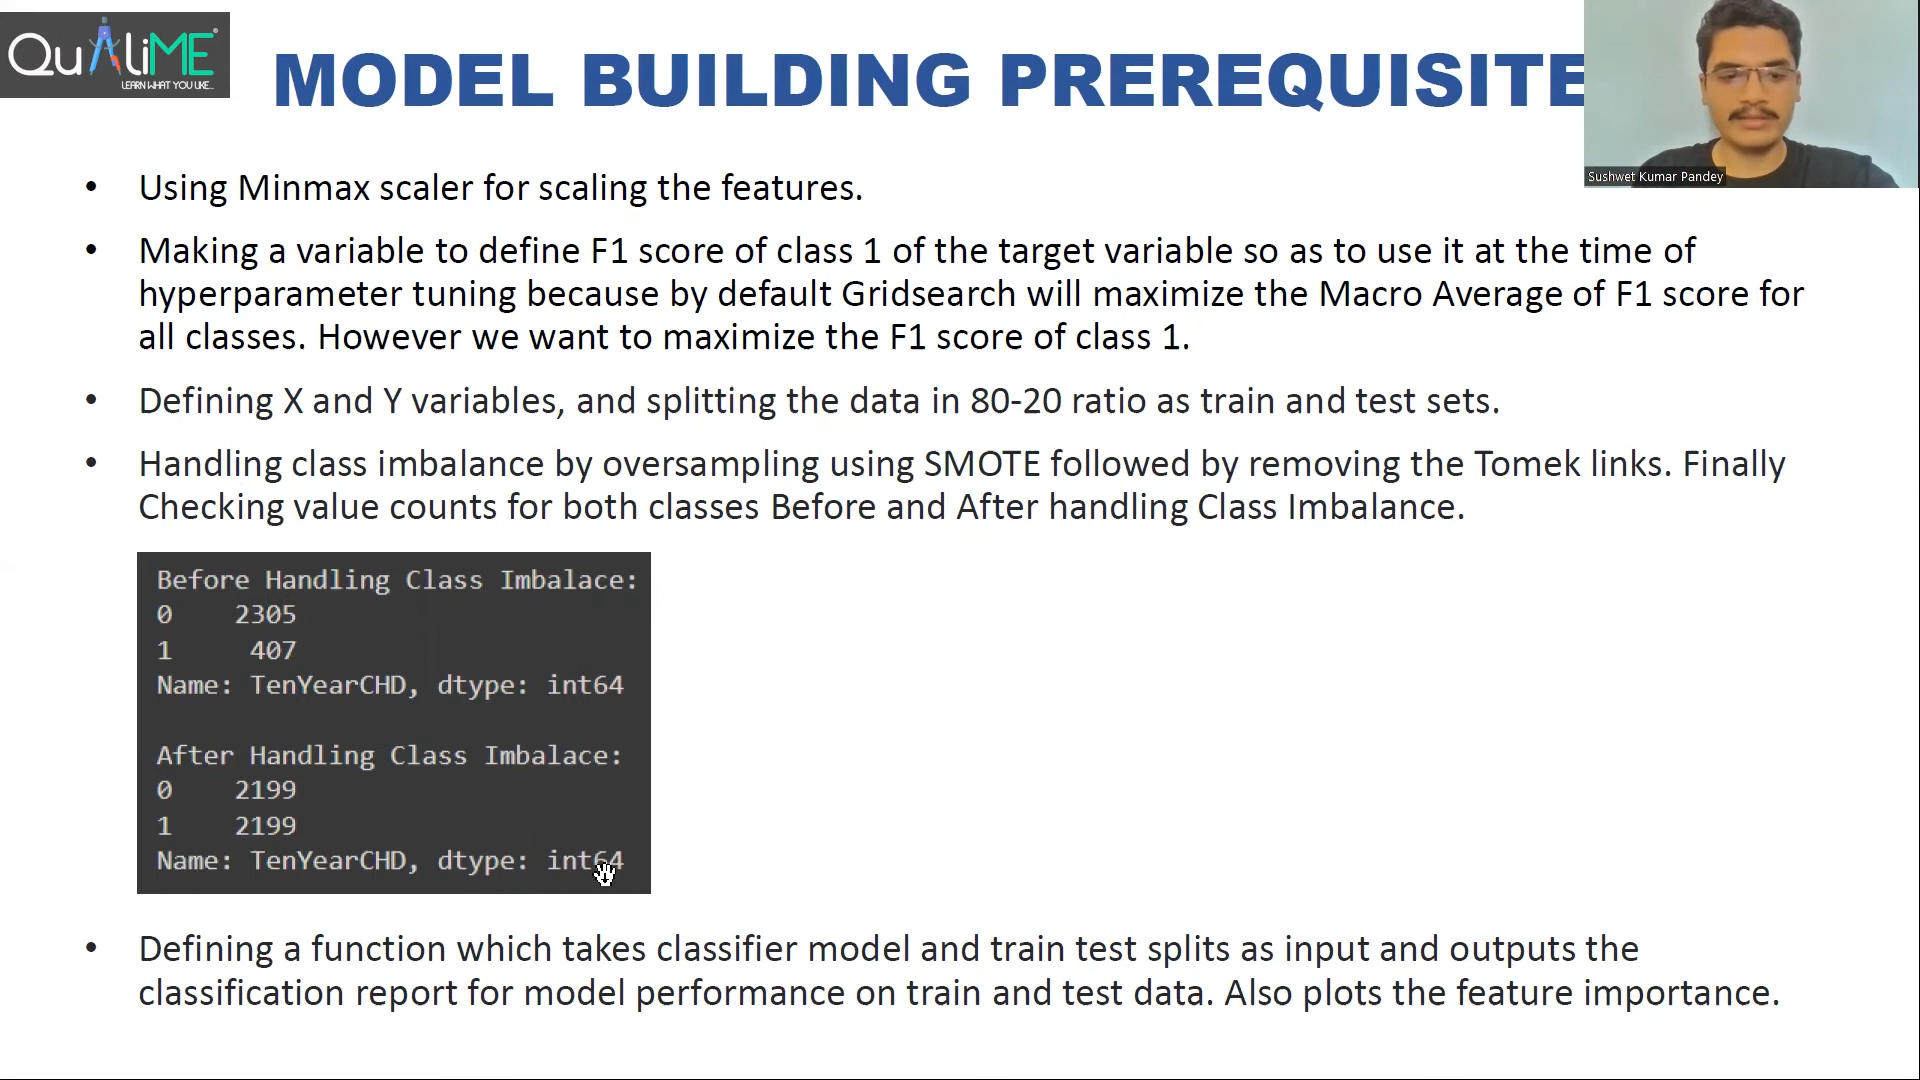 QuAliME
LEARN WHAT YOU LIKE...
MODEL BUILDING PREREQUISITE
Sushwet Kumar Pandey
• Using Minmax scaler for scaling the features.
• Making a variable to define F1 score of class 1 of the target variable so as to use it at the time of
hyperparameter tuning because by default Gridsearch will maximize the Macro Average of F1 score for
all classes. However we want to maximize the F1 score of class 1.
• Defining X and Y variables, and splitting the data in 80-20 ratio as train and test sets.
• Handling class imbalance by oversampling using SMOTE followed by removing the Tomek links. Finally
Checking value counts for both classes Before and After handling Class Imbalance.
Before Handling Class Imbalace:
0 2305
1 407
Name: TenYearCHD, dtype: int64
After Handling Class Imbalace:
0 2199
1 2199
Name: TenYearCHD, dtype: int64
• Defining a function which takes classifier model and train test splits as input and outputs the
classification report for model performance on train and test data. Also plots the feature importance.